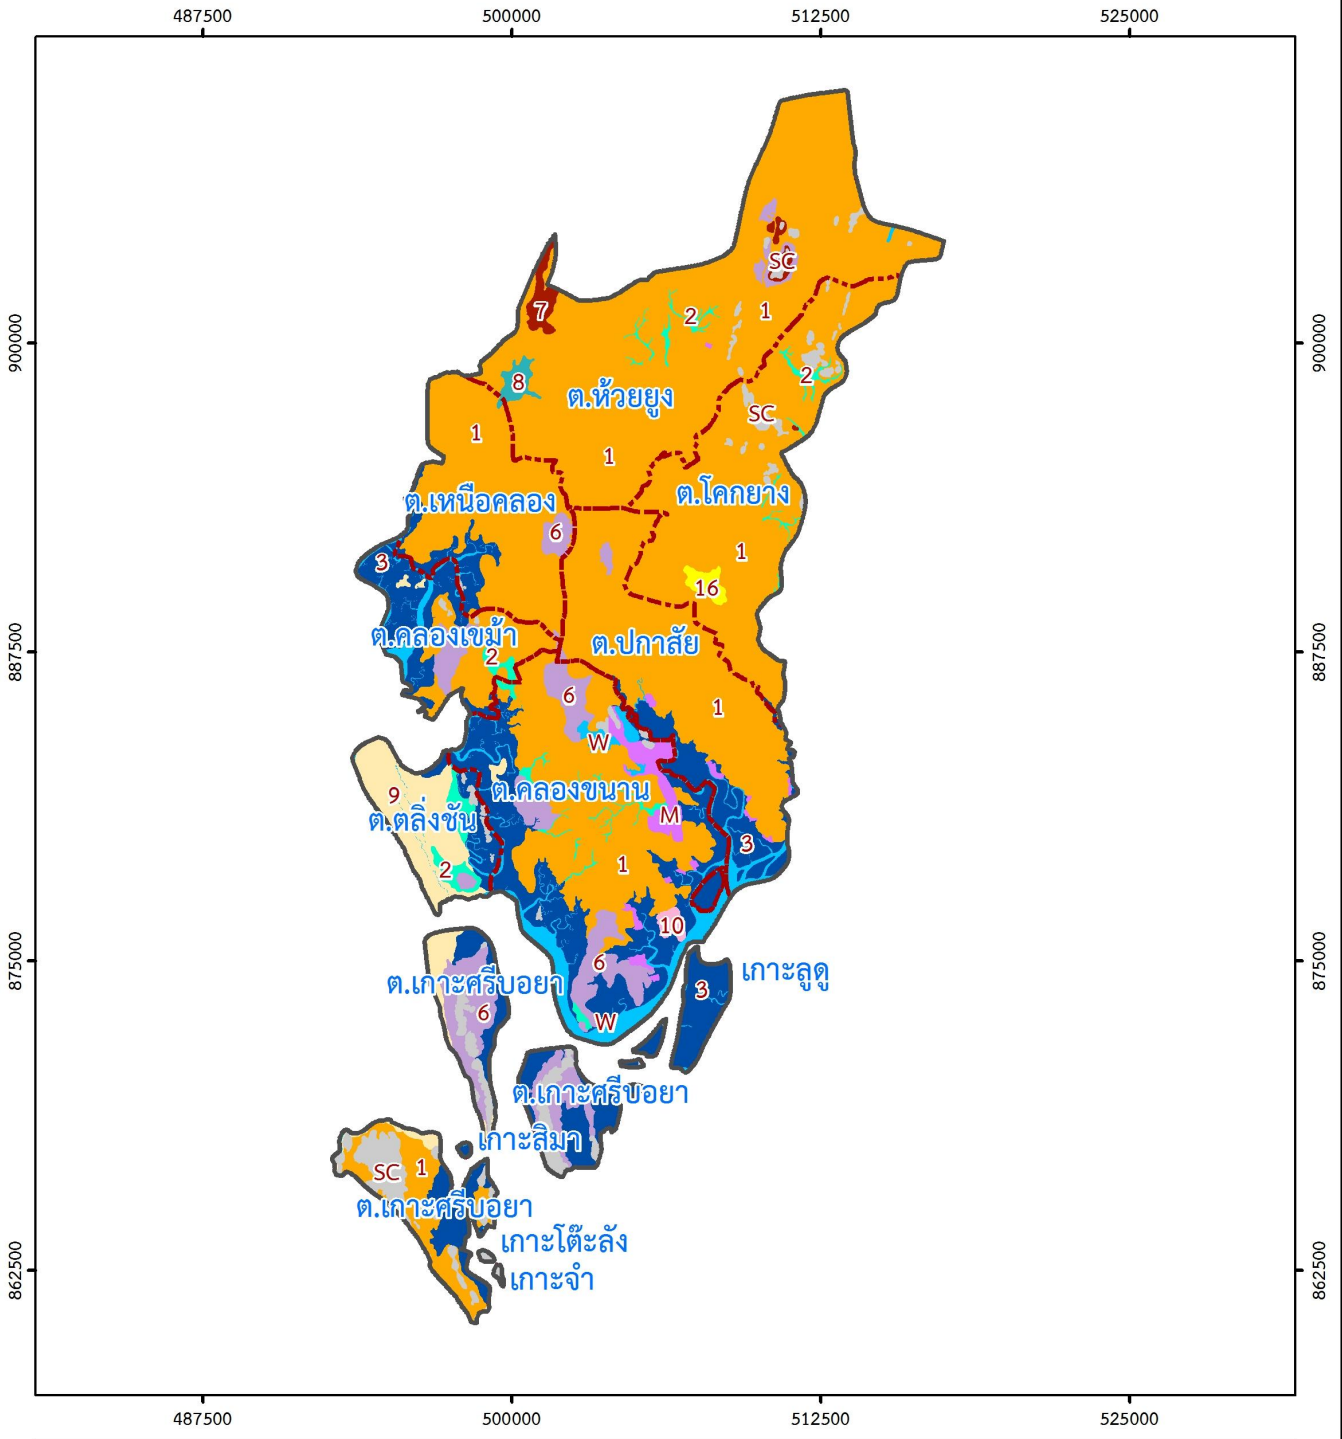 487500 500000 512500 525000
SC
7
2
1
900000
900000
8
2
ต.ห้วยยูง
SC
1
1
ต.โคกยาง
ต.เหนือคลอง
6
1
3
16
ต.คลองเขม้า
ต.ปกาสัย
2
887500
887500
6
1
W
ต.คลองขนาน
9
ต.ตลิ่งชัน
M
3
1
2
10
6
875000
875000
เกาะลูดู
ต.เกาะศรีบอยา
3
6
W
ต.เกาะศรีบอยา
เกาะสิมา
SC
1
ต.เกาะศรีบอยา
เกาะโต๊ะลัง
862500
862500
เกาะจำ
487500 500000 512500 525000